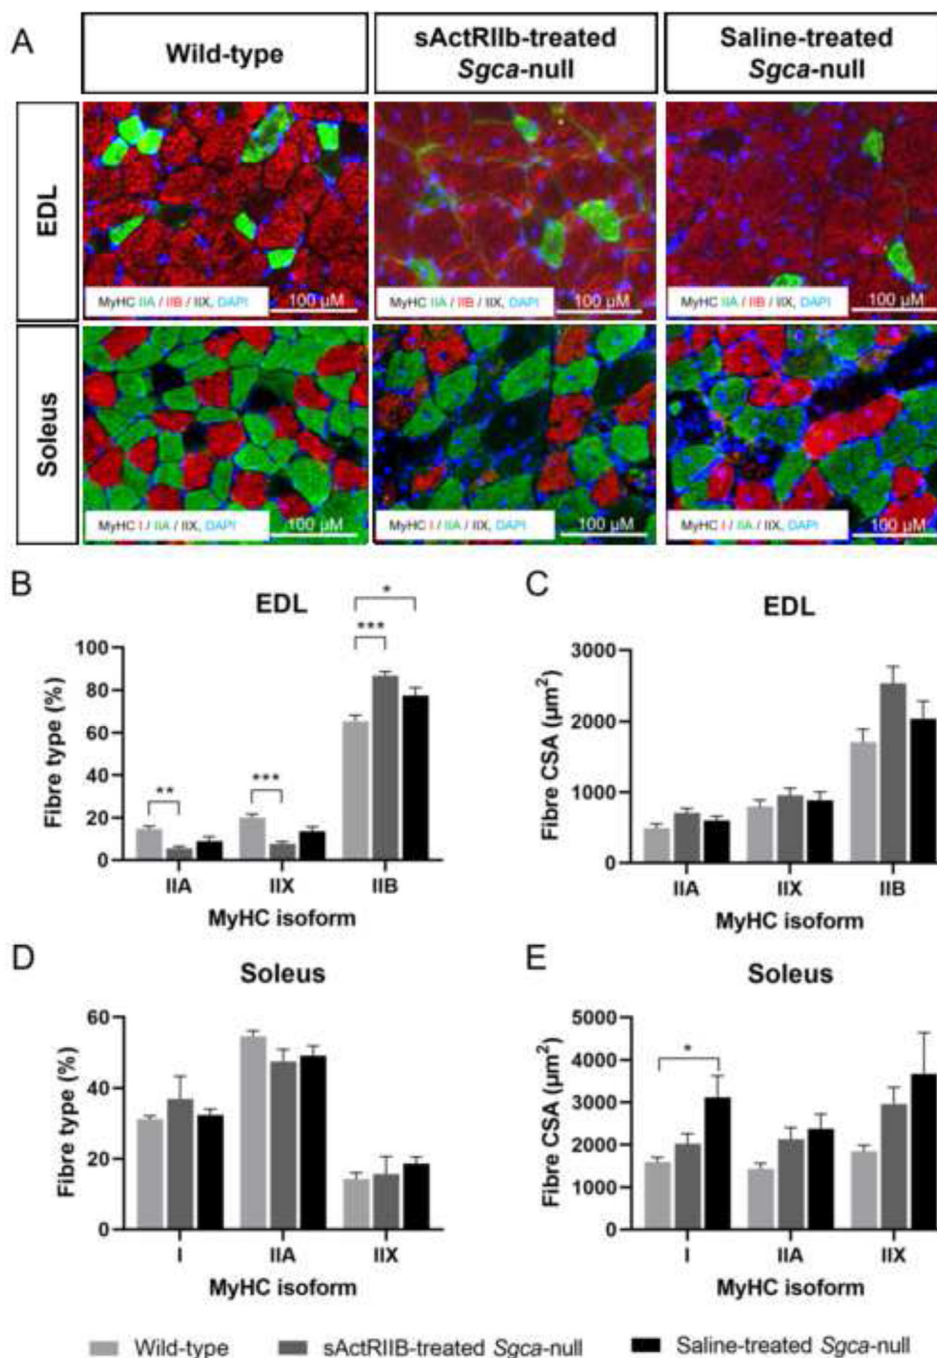 A
Wild-type
sActRIIb-treated
Sgca-null
Saline-treated
Sgca-null
EDL
MyHC IIA / IIB / IIX, DAPI
100 µM
MyHC IIA / IIB / IIX, DAPI
100 µM
MyHC IIA / IIB / IIX, DAPI
100 µM
Soleus
MyHC I / IIA / IIX, DAPI
100 µM
MyHC I / IIA / IIX, DAPI
100 µM
MyHC I / IIA / IIX, DAPI
100 µM
B
EDL
Fibre type (%)
100
80
60
40
20
0
**
***
***
*
IIA
IIX
IIB
MyHC isoform
C
EDL
Fibre CSA (µm²)
3000
2000
1000
0
IIA
IIX
IIB
MyHC isoform
D
Soleus
Fibre type (%)
60
40
20
0
I
IIA
IIX
MyHC isoform
E
Soleus
Fibre CSA (µm²)
5000
4000
3000
2000
1000
0
*
I
IIA
IIX
MyHC isoform
Wild-type
sActRIIB-treated Sgca-null
Saline-treated Sgca-null